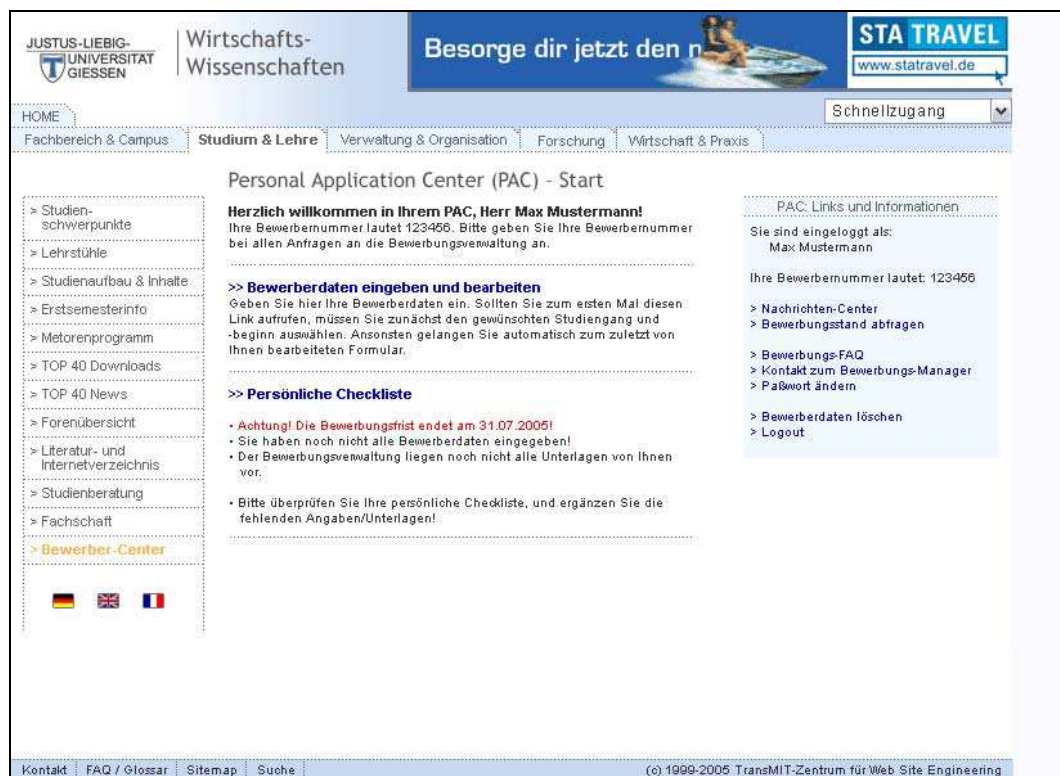 JUSTUS-LIEBIG-
UNIVERSITÄT
GIESSEN
Wirtschafts-
Wissenschaften
Besorge dir jetzt den n
STA TRAVEL
www.statravel.de
HOME
Schnellzugang
Fachbereich & Campus Studium & Lehre Verwaltung & Organisation Forschung Wirtschaft & Praxis
Personal Application Center (PAC) - Start
> Studien-
schwerpunkte
> Lehrstühle
> Studienaufbau & Inhalte
> Erstsemesterinfo
> Metorenprogramm
> TOP 40 Downloads
> TOP 40 News
> Forenübersicht
> Literatur- und
Internetverzeichnis
> Studienberatung
> Fachschaft
> Bewerber-Center
Herzlich willkommen in Ihrem PAC, Herr Max Mustermann!
Ihre Bewerbernummer lautet 123456. Bitte geben Sie Ihre Bewerbernummer
bei allen Anfragen an die Bewerbungsverwaltung an.
>> Bewerberdaten eingeben und bearbeiten
Geben Sie hier Ihre Bewerberdaten ein. Sollten Sie zum ersten Mal diesen
Link aufrufen, müssen Sie zunächst den gewünschten Studiengang und
-beginn auswählen. Ansonsten gelangen Sie automatisch zum zuletzt von
Ihnen bearbeiteten Formular.
>> Persönliche Checkliste
• Achtung! Die Bewerbungsfrist endet am 31.07.2005!
• Sie haben noch nicht alle Bewerberdaten eingegeben!
• Der Bewerbungsverwaltung liegen noch nicht alle Unterlagen von Ihnen
vor.
• Bitte überprüfen Sie Ihre persönliche Checkliste, und ergänzen Sie die
fehlenden Angaben/Unterlagen!
PAC: Links und Informationen
Sie sind eingeloggt als:
Max Mustermann
Ihre Bewerbernummer lautet: 123456
> Nachrichten-Center
> Bewerbungsstand abfragen
> Bewerbungs-FAQ
> Kontakt zum Bewerbungs-Manager
> Paßwort ändern
> Bewerberdaten löschen
> Logout
Kontakt FAQ / Glossar Sitemap Suche (c) 1999-2005 TransMIT-Zentrum für Web Site Engineering